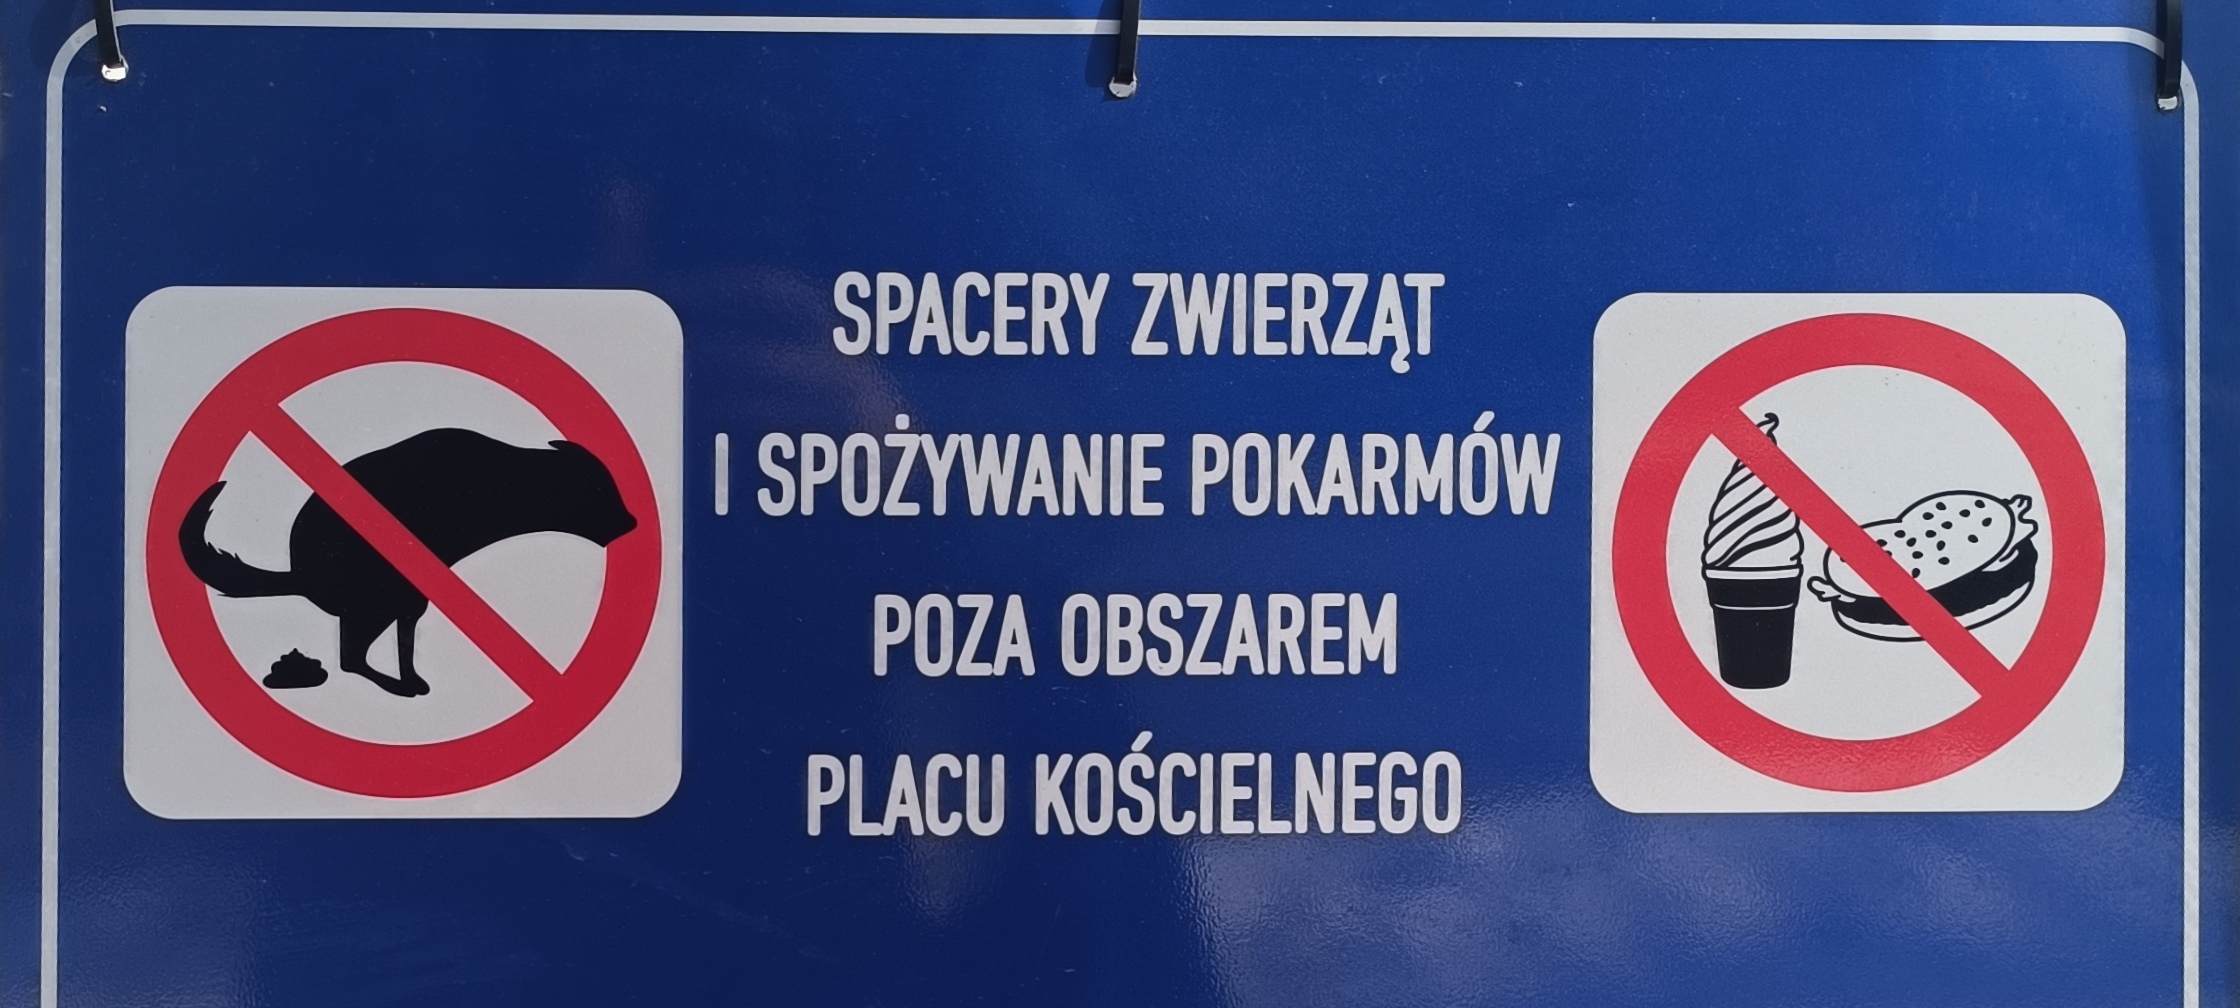 SPACERY ZWIERZĄT
I SPOŻYWANIE POKARMÓW
POZA OBSZAREM
PLACU KOŚCIELNEGO